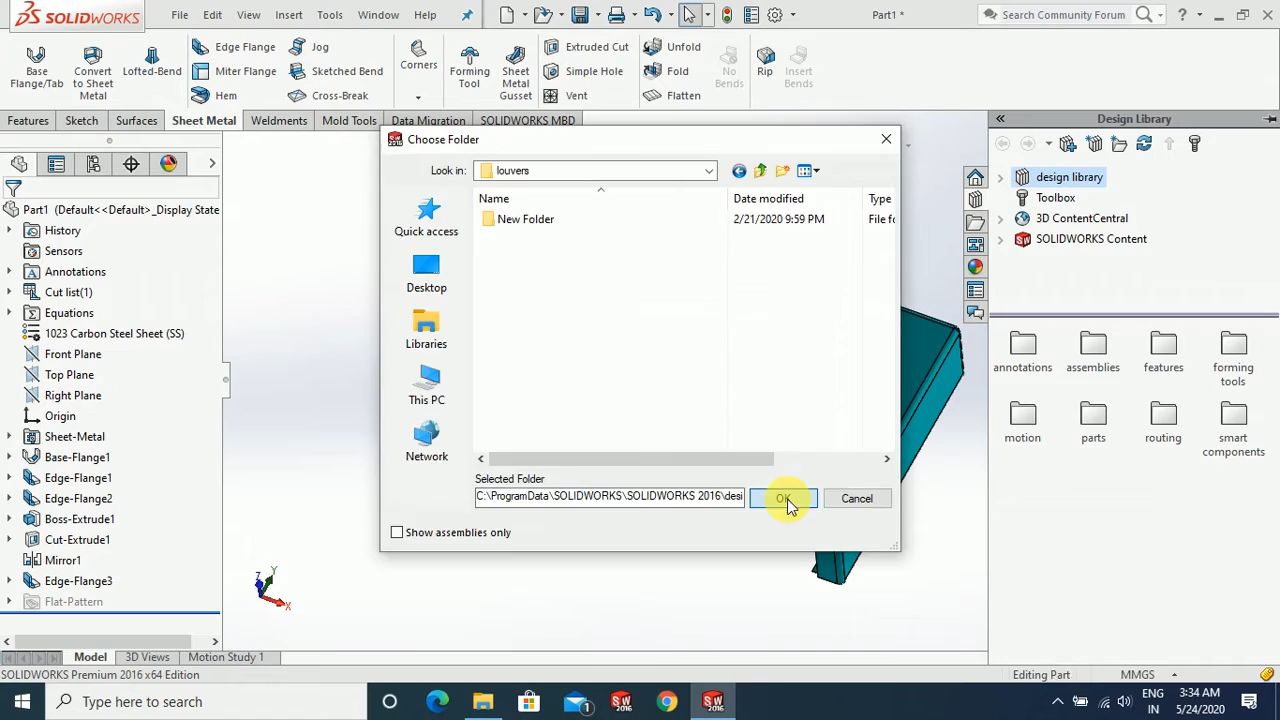 SOLIDWORKS File Edit View Insert Tools Window Help Part1 * Search Community Forum ?
Base Flange/Tab Convert to Sheet Metal Lofted-Bend Edge Flange Miter Flange Hem Jog Sketched Bend Cross-Break Corners Forming Tool Sheet Metal Gusset Extruded Cut Simple Hole Vent Unfold Fold Flatten No Bends Rip Insert Bends
Features Sketch Surfaces Sheet Metal Weldments Mold Tools Data Migration SOLIDWORKS MBD
Part1 (Default<<Default>_Display State
History
Sensors
Annotations
Cut list(1)
Equations
1023 Carbon Steel Sheet (SS)
Front Plane
Top Plane
Right Plane
Origin
Sheet-Metal
Base-Flange1
Edge-Flange1
Edge-Flange2
Boss-Extrude1
Cut-Extrude1
Mirror1
Edge-Flange3
Flat-Pattern
Choose Folder
Look in: louvers
Name Date modified Type
New Folder 2/21/2020 9:59 PM File fo
Quick access
Desktop
Libraries
This PC
Network
Selected Folder
C:\ProgramData\SOLIDWORKS\SOLIDWORKS 2016\desi OK Cancel
Show assemblies only
Z Y X
Design Library
design library
Toolbox
3D ContentCentral
SOLIDWORKS Content
annotations assemblies features forming tools
motion parts routing smart components
Model 3D Views Motion Study 1
SOLIDWORKS Premium 2016 x64 Edition Editing Part MMGS
Type here to search 1 ENG IN 3:34 AM 5/24/2020